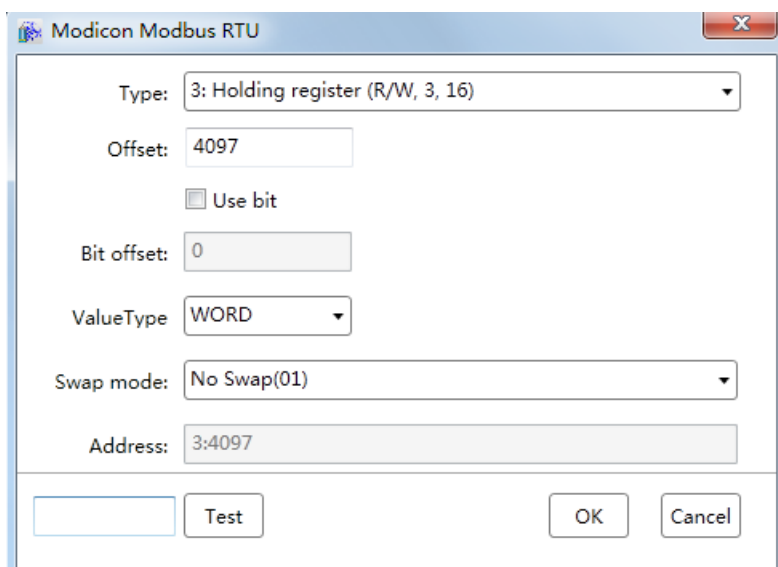 Modicon Modbus RTU
Type: 3: Holding register (R/W, 3, 16)
Offset: 4097
Use bit
Bit offset: 0
ValueType WORD
Swap mode: No Swap(01)
Address: 3:4097
Test OK Cancel